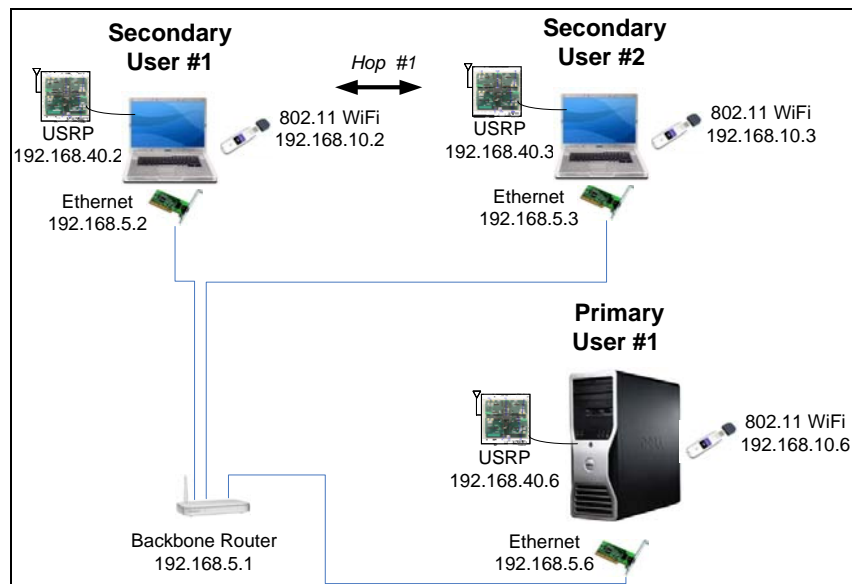 Secondary
User #1
Hop #1
Secondary
User #2
USRP
192.168.40.2
802.11 WiFi
192.168.10.2
Ethernet
192.168.5.2
USRP
192.168.40.3
802.11 WiFi
192.168.10.3
Ethernet
192.168.5.3
Primary
User #1
USRP
192.168.40.6
802.11 WiFi
192.168.10.6
Backbone Router
192.168.5.1
Ethernet
192.168.5.6